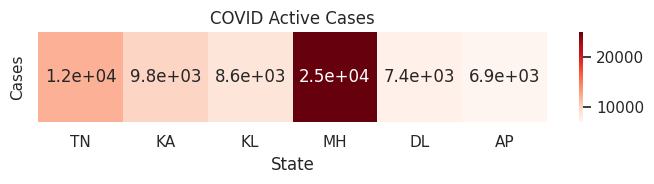 COVID Active Cases
Cases
1.2e+04 9.8e+03 8.6e+03 2.5e+04 7.4e+03 6.9e+03
TN KA KL MH DL AP
State
20000
10000